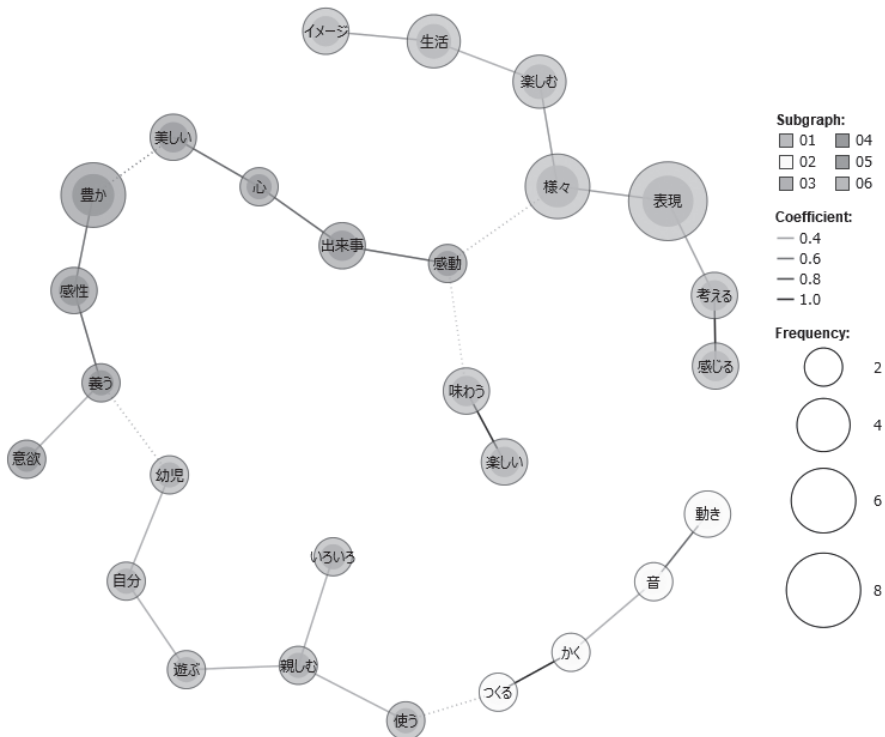 イメージ
生活
楽しむ
美しい
豊か
心
様々
表現
出来事
感動
感性
考える
感じる
義う
味わう
意欲
楽しい
幼児
動き
いろいろ
自分
音
遊ぶ
親しむ
かく
つくる
使う
Subgraph:
01 04
02 05
03 06
Coefficient:
0.4
0.6
0.8
1.0
Frequency:
2
4
6
8